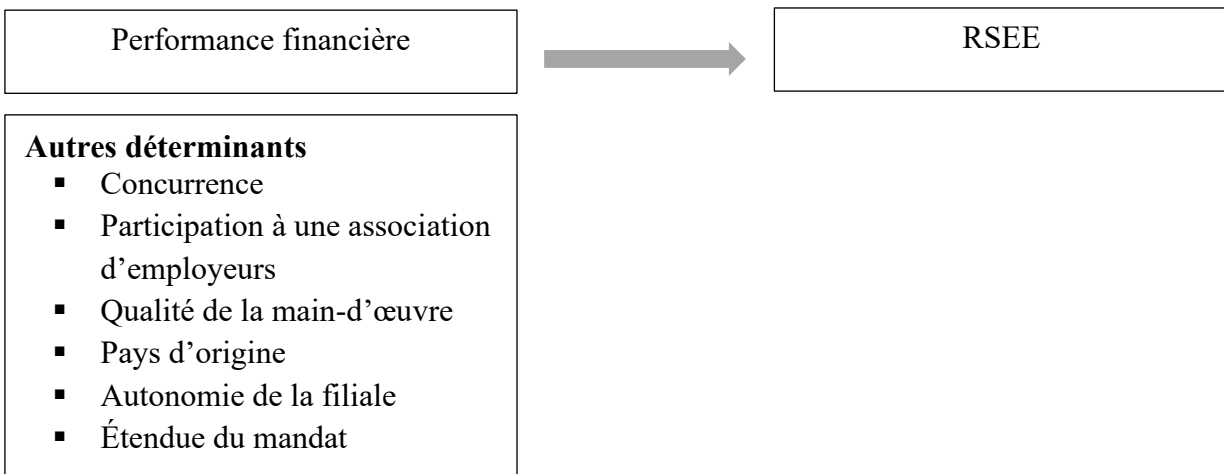 Performance financière
RSEE
Autres déterminants
▪ Concurrence
▪ Participation à une association
d’employeurs
▪ Qualité de la main-d’œuvre
▪ Pays d’origine
▪ Autonomie de la filiale
▪ Étendue du mandat